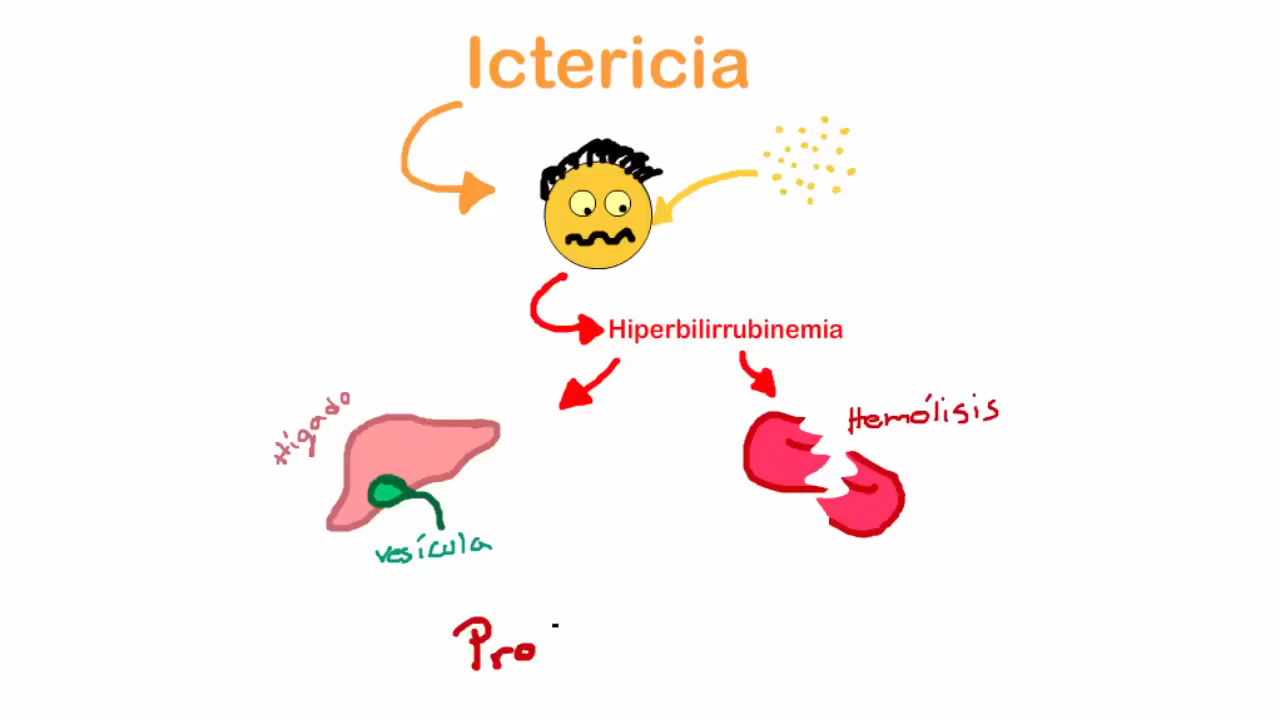 Ictericia
Hiperbilirrubinemia
Hígado
Hemólisis
vesícula
Pro